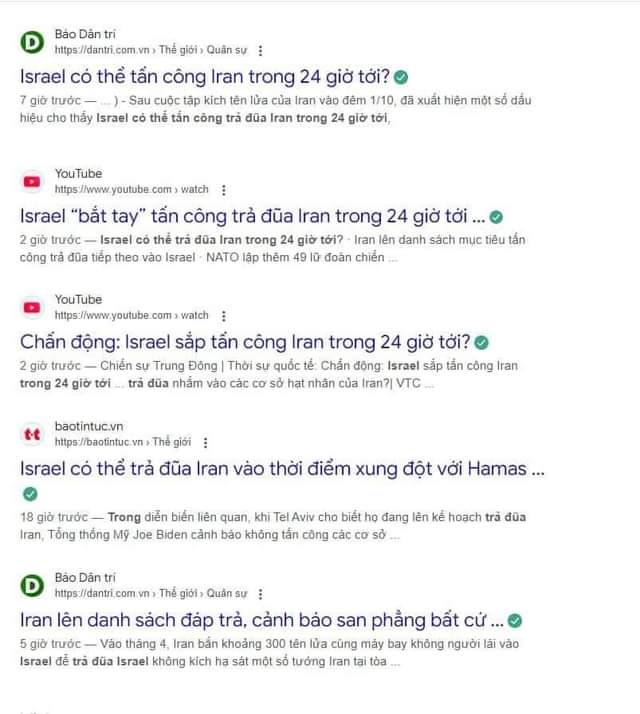 Báo Dân trí
https://dantri.com.vn › Thế giới › Quân sự
Israel có thể tấn công Iran trong 24 giờ tới?
7 giờ trước — ... ) - Sau cuộc tập kích tên lửa của Iran vào đêm 1/10, đã xuất hiện một số dấu
hiệu cho thấy Israel có thể tấn công trả đũa Iran trong 24 giờ tới,
YouTube
https://www.youtube.com › watch
Israel “bắt tay” tấn công trả đũa Iran trong 24 giờ tới ...
2 giờ trước — Israel có thể trả đũa Iran trong 24 giờ tới? · Iran lên danh sách mục tiêu tấn
công trả đũa tiếp theo vào Israel · NATO lập thêm 49 lữ đoàn chiến ...
YouTube
https://www.youtube.com › watch
Chấn động: Israel sắp tấn công Iran trong 24 giờ tới?
2 giờ trước — Chiến sự Trung Đông | Thời sự quốc tế: Chấn động: Israel sắp tấn công Iran
trong 24 giờ tới ... trả đũa nhắm vào các cơ sở hạt nhân của Iran?| VTC ...
baotintuc.vn
https://baotintuc.vn › Thế giới
Israel có thể trả đũa Iran vào thời điểm xung đột với Hamas ...
18 giờ trước — Trong diễn biến liên quan, khi Tel Aviv cho biết họ đang lên kế hoạch trả đũa
Iran, Tổng thống Mỹ Joe Biden cảnh báo không tấn công các cơ sở ...
Báo Dân trí
https://dantri.com.vn › Thế giới › Quân sự
Iran lên danh sách đáp trả, cảnh báo san phẳng bất cứ ...
5 giờ trước — Vào tháng 4, Iran bắn khoảng 300 tên lửa cùng máy bay không người lái vào
Israel để trả đũa Israel không kích hạ sát một số tướng Iran tại tòa ...